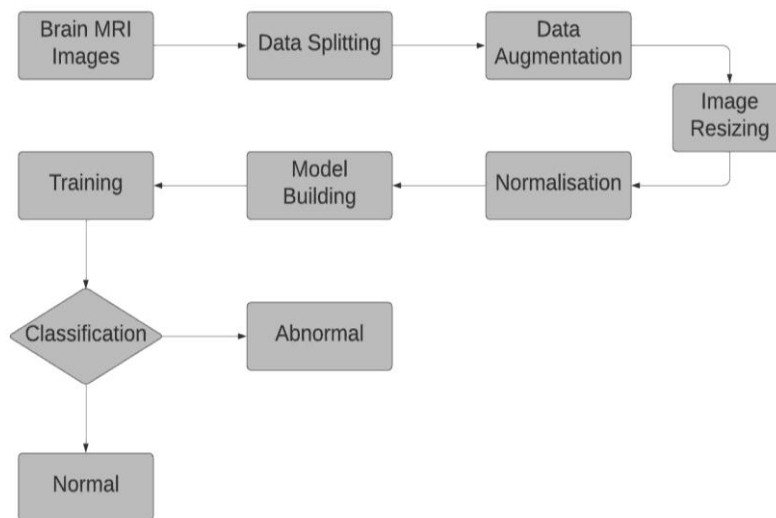 Brain MRI
Images
Data Splitting
Data
Augmentation
Image
Resizing
Normalisation
Model
Building
Training
Classification
Abnormal
Normal